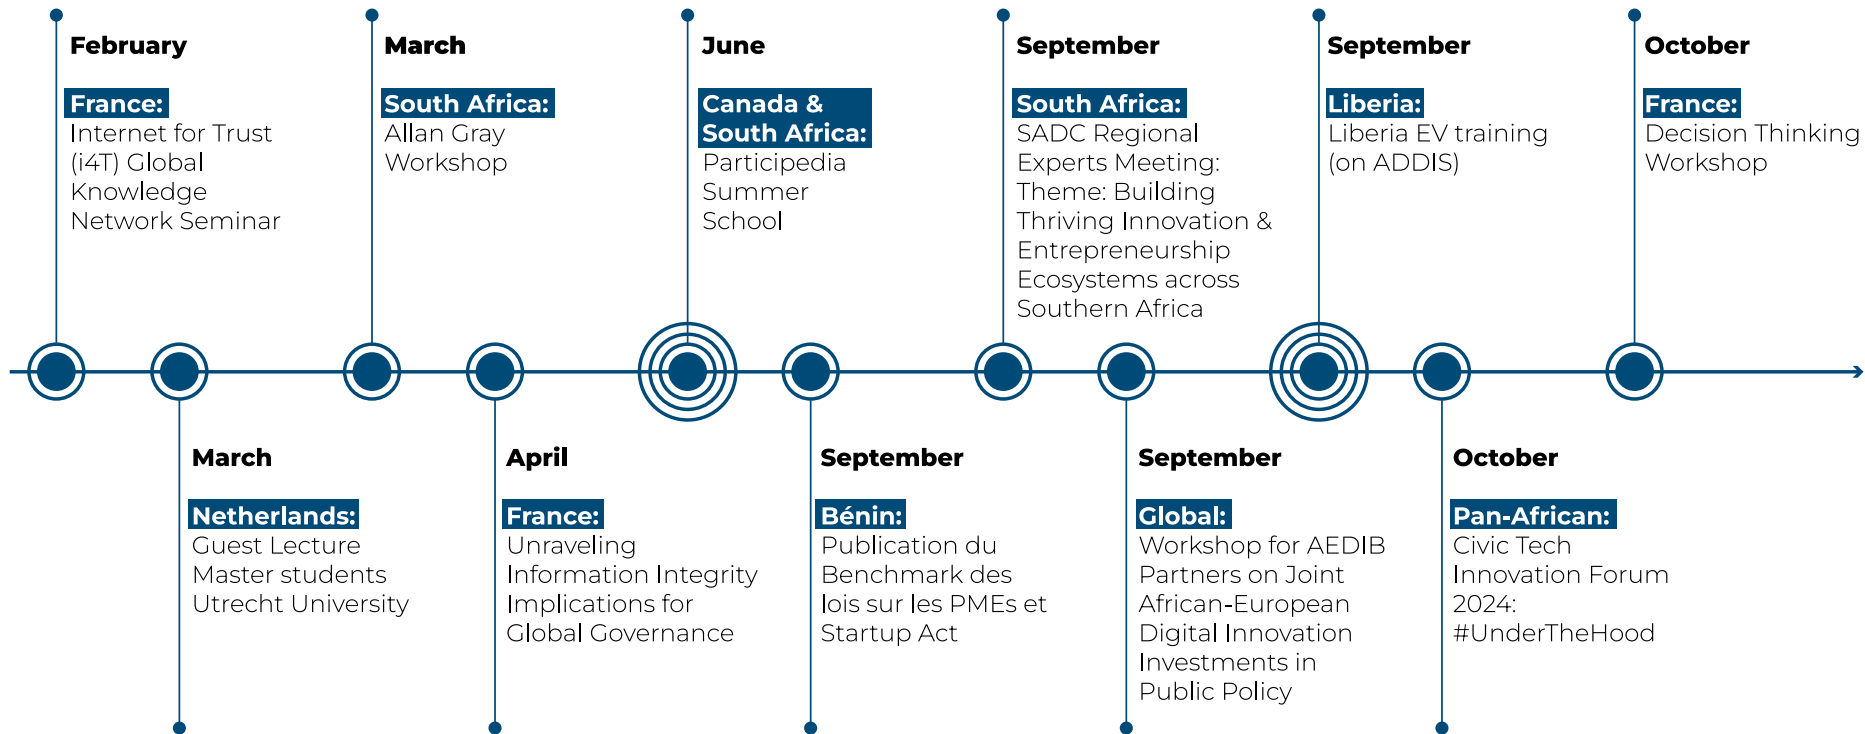 February
France:
Internet for Trust
(i4T) Global
Knowledge
Network Seminar
March
South Africa:
Allan Gray
Workshop
June
Canada &
South Africa:
Participedia
Summer
School
September
South Africa:
SADC Regional
Experts Meeting:
Theme: Building
Thriving Innovation &
Entrepreneurship
Ecosystems across
Southern Africa
September
Liberia:
Liberia EV training
(on ADDIS)
October
France:
Decision Thinking
Workshop
March
Netherlands:
Guest Lecture
Master students
Utrecht University
April
France:
Unraveling
Information Integrity
Implications for
Global Governance
September
Bénin:
Publication du
Benchmark des
lois sur les PMEs et
Startup Act
September
Global:
Workshop for AEDIB
Partners on Joint
African-European
Digital Innovation
Investments in
Public Policy
October
Pan-African:
Civic Tech
Innovation Forum
2024:
#UnderTheHood